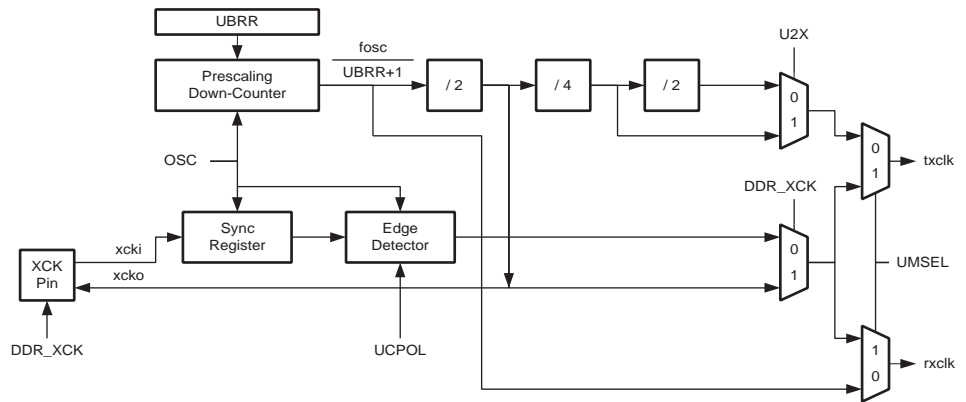 UBRR
fosc
U2X
Prescaling
Down-Counter
UBRR+1
/ 2
/ 4
/ 2
0
1
OSC
0
1
txclk
DDR_XCK
Sync
Register
Edge
Detector
xcki
0
1
XCK
Pin
xcko
UMSEL
DDR_XCK
UCPOL
1
0
rxclk